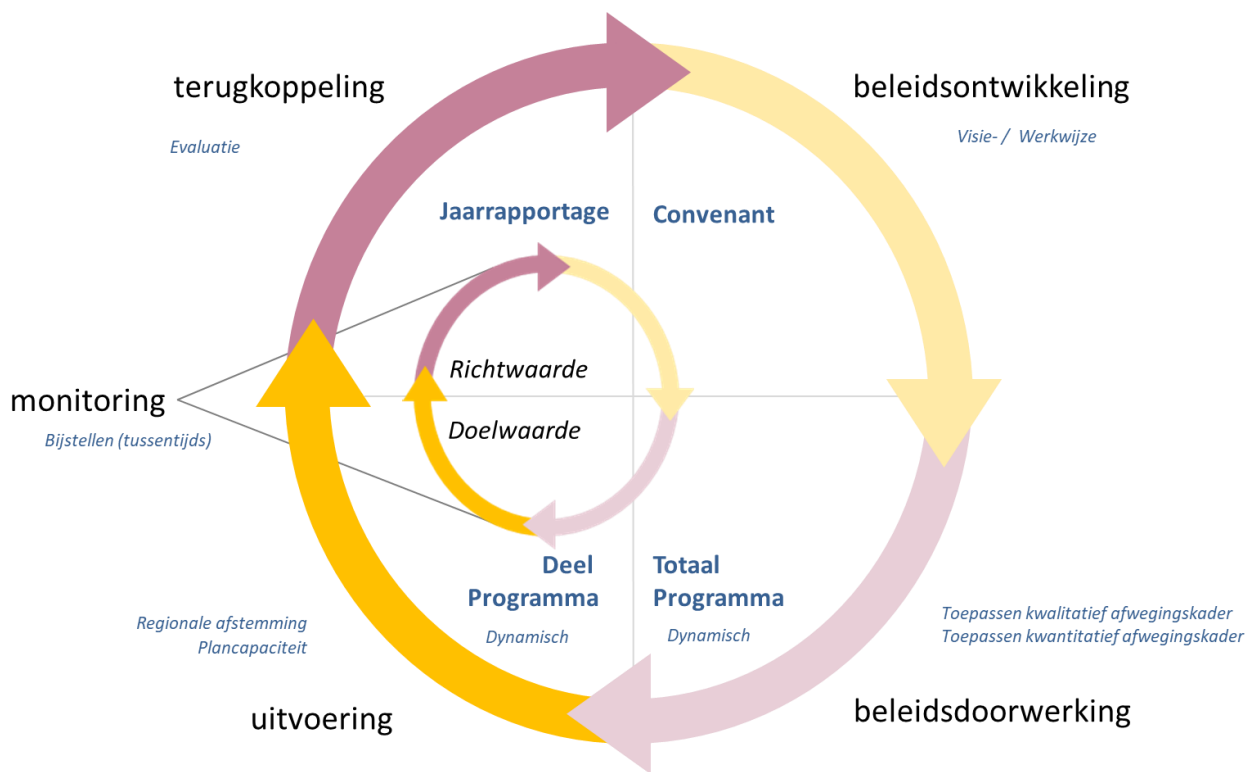 terugkoppeling
Evaluatie
beleidsontwikkeling
Visie- / Werkwijze
Jaarrapportage
Convenant
Richtwaarde
Doelwaarde
monitoring
Bijstellen (tussentijds)
Deel
Programma
Dynamisch
Totaal
Programma
Dynamisch
Regionale afstemming
Plancapaciteit
uitvoering
Toepassen kwalitatief afwegingskader
Toepassen kwantitatief afwegingskader
beleidsdoorwerking